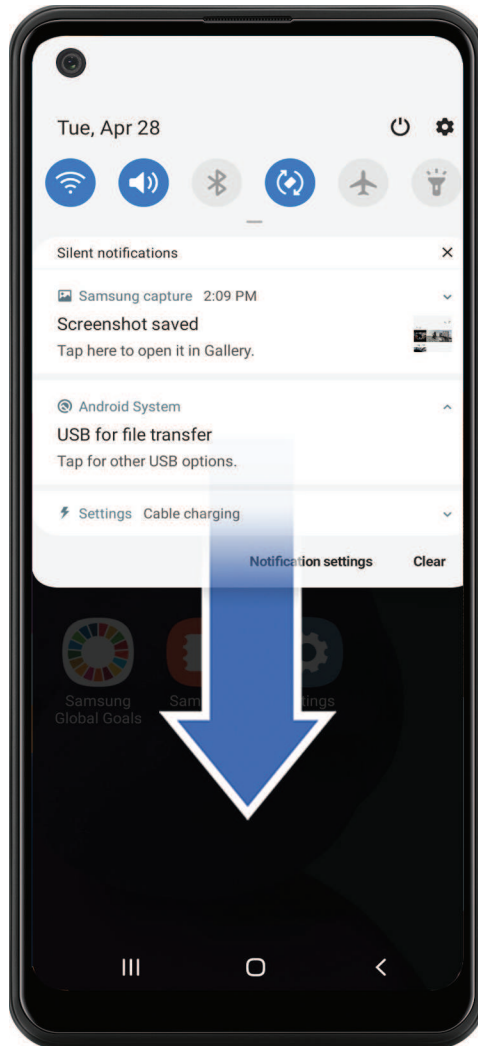 Tue, Apr 28
Silent notifications
Samsung capture 2:09 PM
Screenshot saved
Tap here to open it in Gallery.
Android System
USB for file transfer
Tap for other USB options.
Settings Cable charging
Notification settings Clear
Samsung
Global Goals